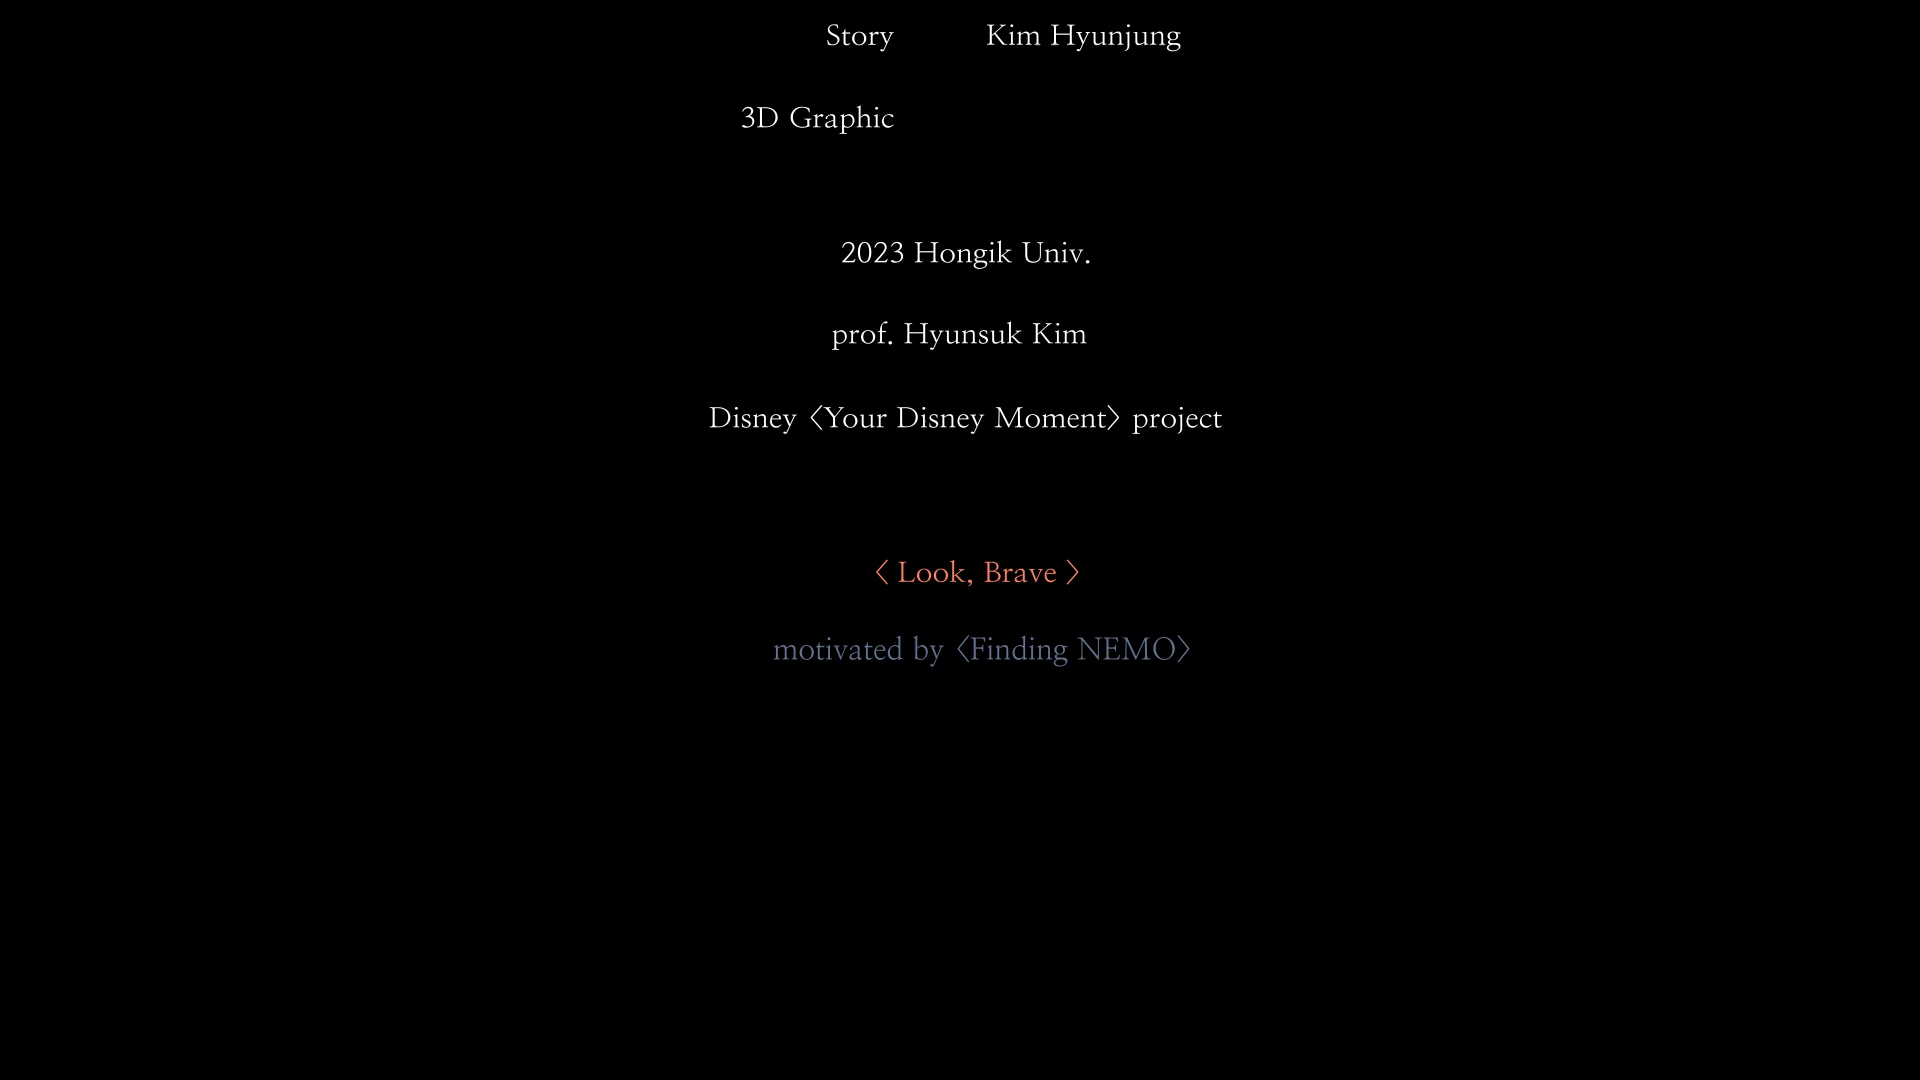 Story Kim Hyunjung
3D Graphic
2023 Hongik Univ.
prof. Hyunsuk Kim
Disney 〈Your Disney Moment〉 project
〈 Look, Brave 〉
motivated by 〈Finding NEMO〉